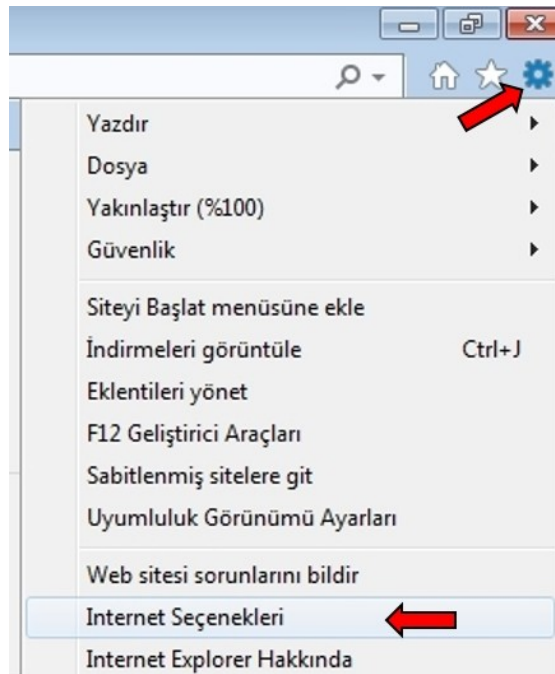 Yazdır
Dosya
Yakınlaştır (%100)
Güvenlik
Siteyi Başlat menüsüne ekle
İndirmeleri görüntüle Ctrl+J
Eklentileri yönet
F12 Geliştirici Araçları
Sabitlenmiş sitelere git
Uyumluluk Görünümü Ayarları
Web sitesi sorunlarını bildir
Internet Seçenekleri
Internet Explorer Hakkında